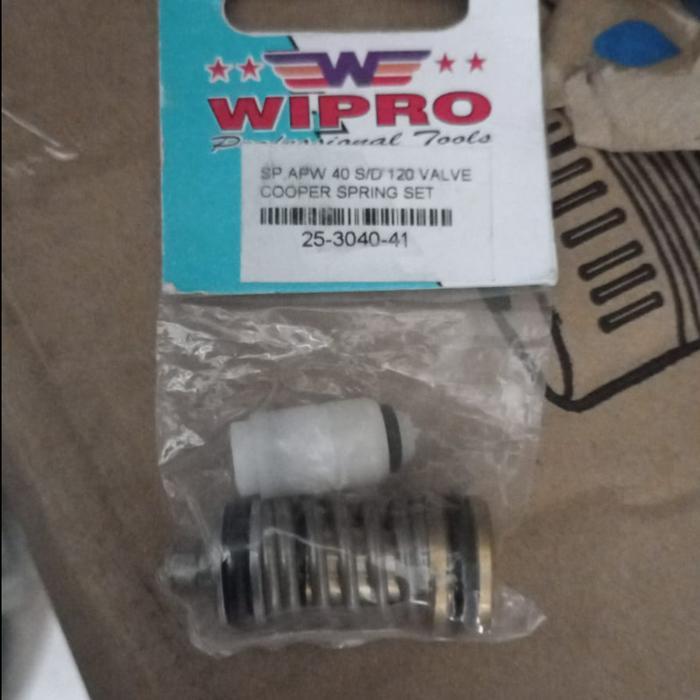 W
WIPRO
Professional Tools
SP APW 40 S/D 120 VALVE
COOPER SPRING SET
25-3040-41